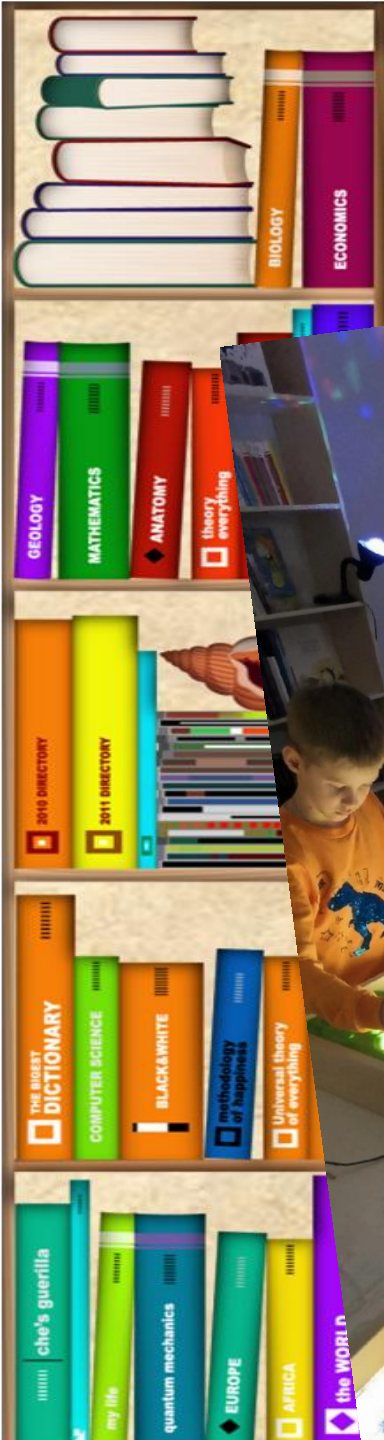 BIOLOGY
ECONOMICS
GEOLOGY
MATHEMATICS
ANATOMY
theory
everything
2010 DIRECTORY
2011 DIRECTORY
THE BIGEST
DICTIONARY
COMPUTER SCIENCE
BLACK&WHITE
methodology
of happiness
Universal theory
of everything
che's guerilla
my life
quantum mechanics
EUROPE
AFRICA
the WORLD